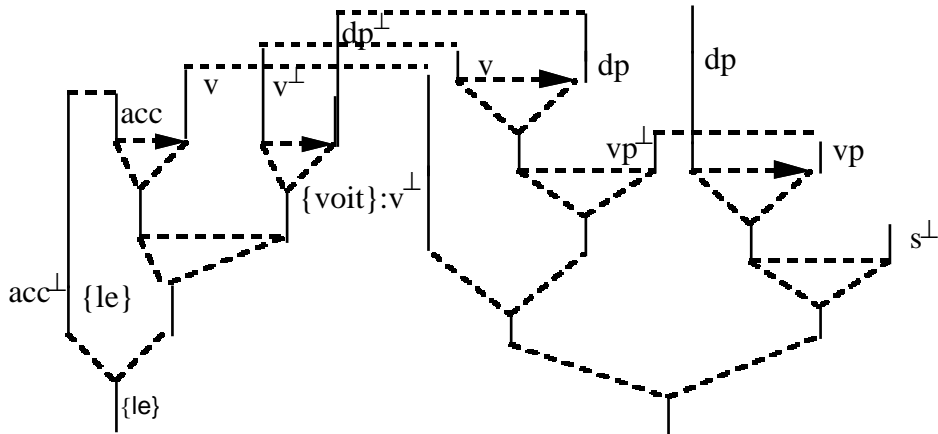 dp⊥
v
v⊥
v
dp
dp
acc
vp⊥
vp
{voit}:v⊥
s⊥
acc⊥
{le}
{le}